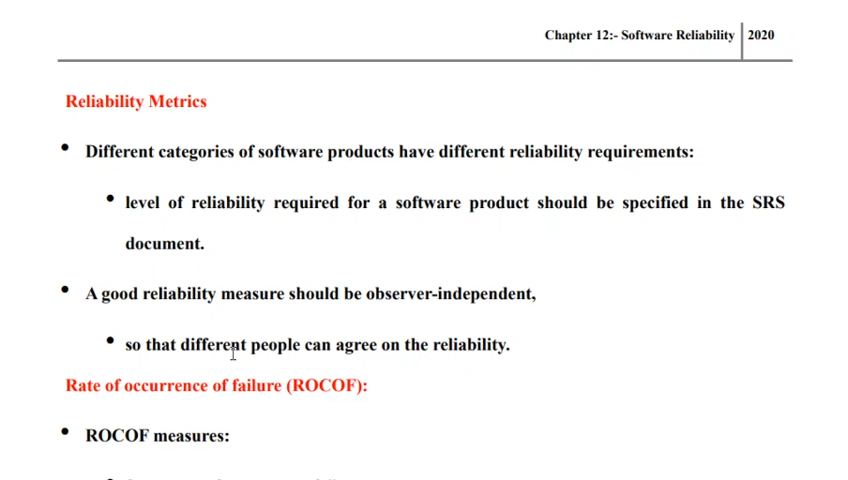 Chapter 12:- Software Reliability 2020
Reliability Metrics
• Different categories of software products have different reliability requirements:
• level of reliability required for a software product should be specified in the SRS
document.
• A good reliability measure should be observer-independent,
• so that different people can agree on the reliability.
Rate of occurrence of failure (ROCOF):
• ROCOF measures: